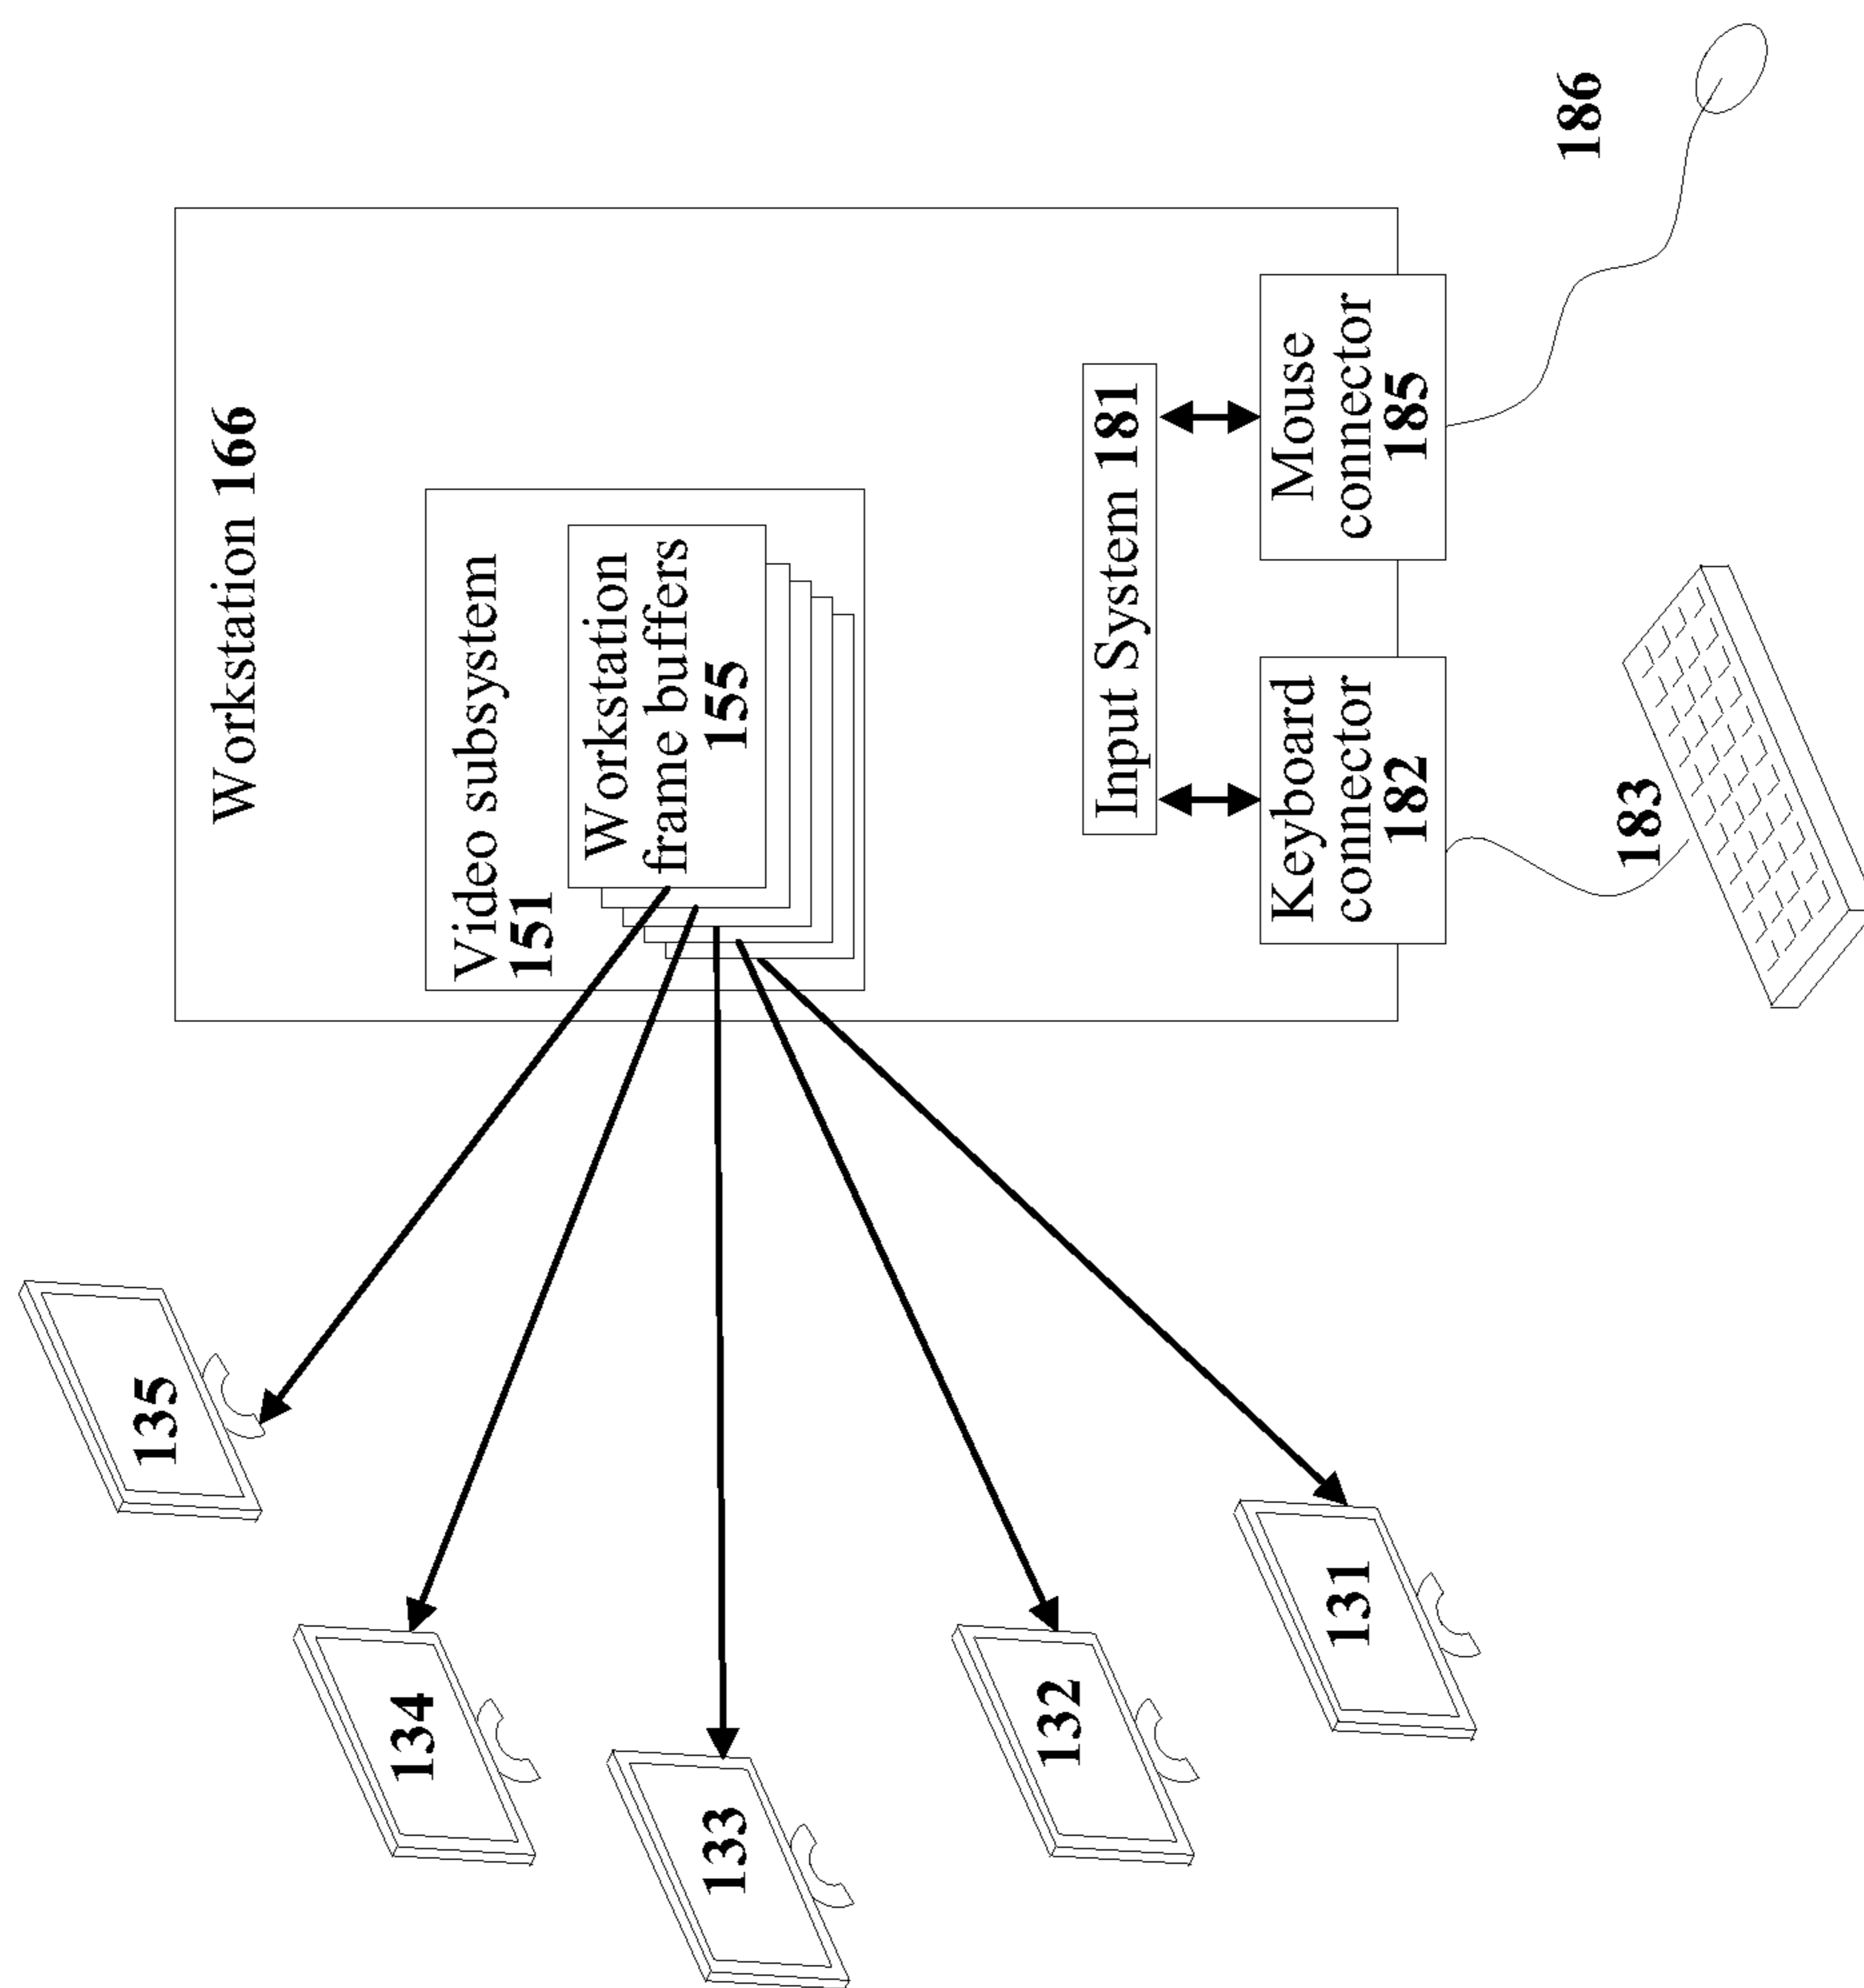 131
132
133
134
135
Workstation 166
Video subsystem
151
Workstation
frame buffers
155
Input System 181
Keyboard
connector
182
Mouse
connector
185
183
186